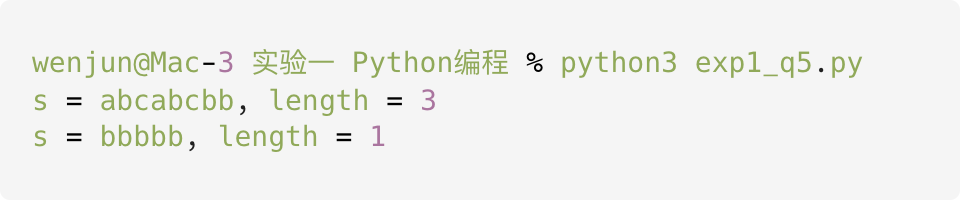 wenjun@Mac-3 实验一 Python编程 % python3 exp1_q5.py
s = abcabcbb, length = 3
s = bbbbb, length = 1